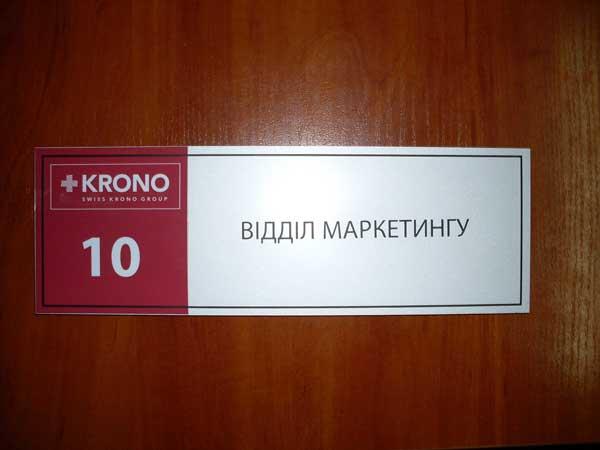 KRONO
SWISS KRONO GROUP
10
ВІДДІЛ МАРКЕТИНГУ